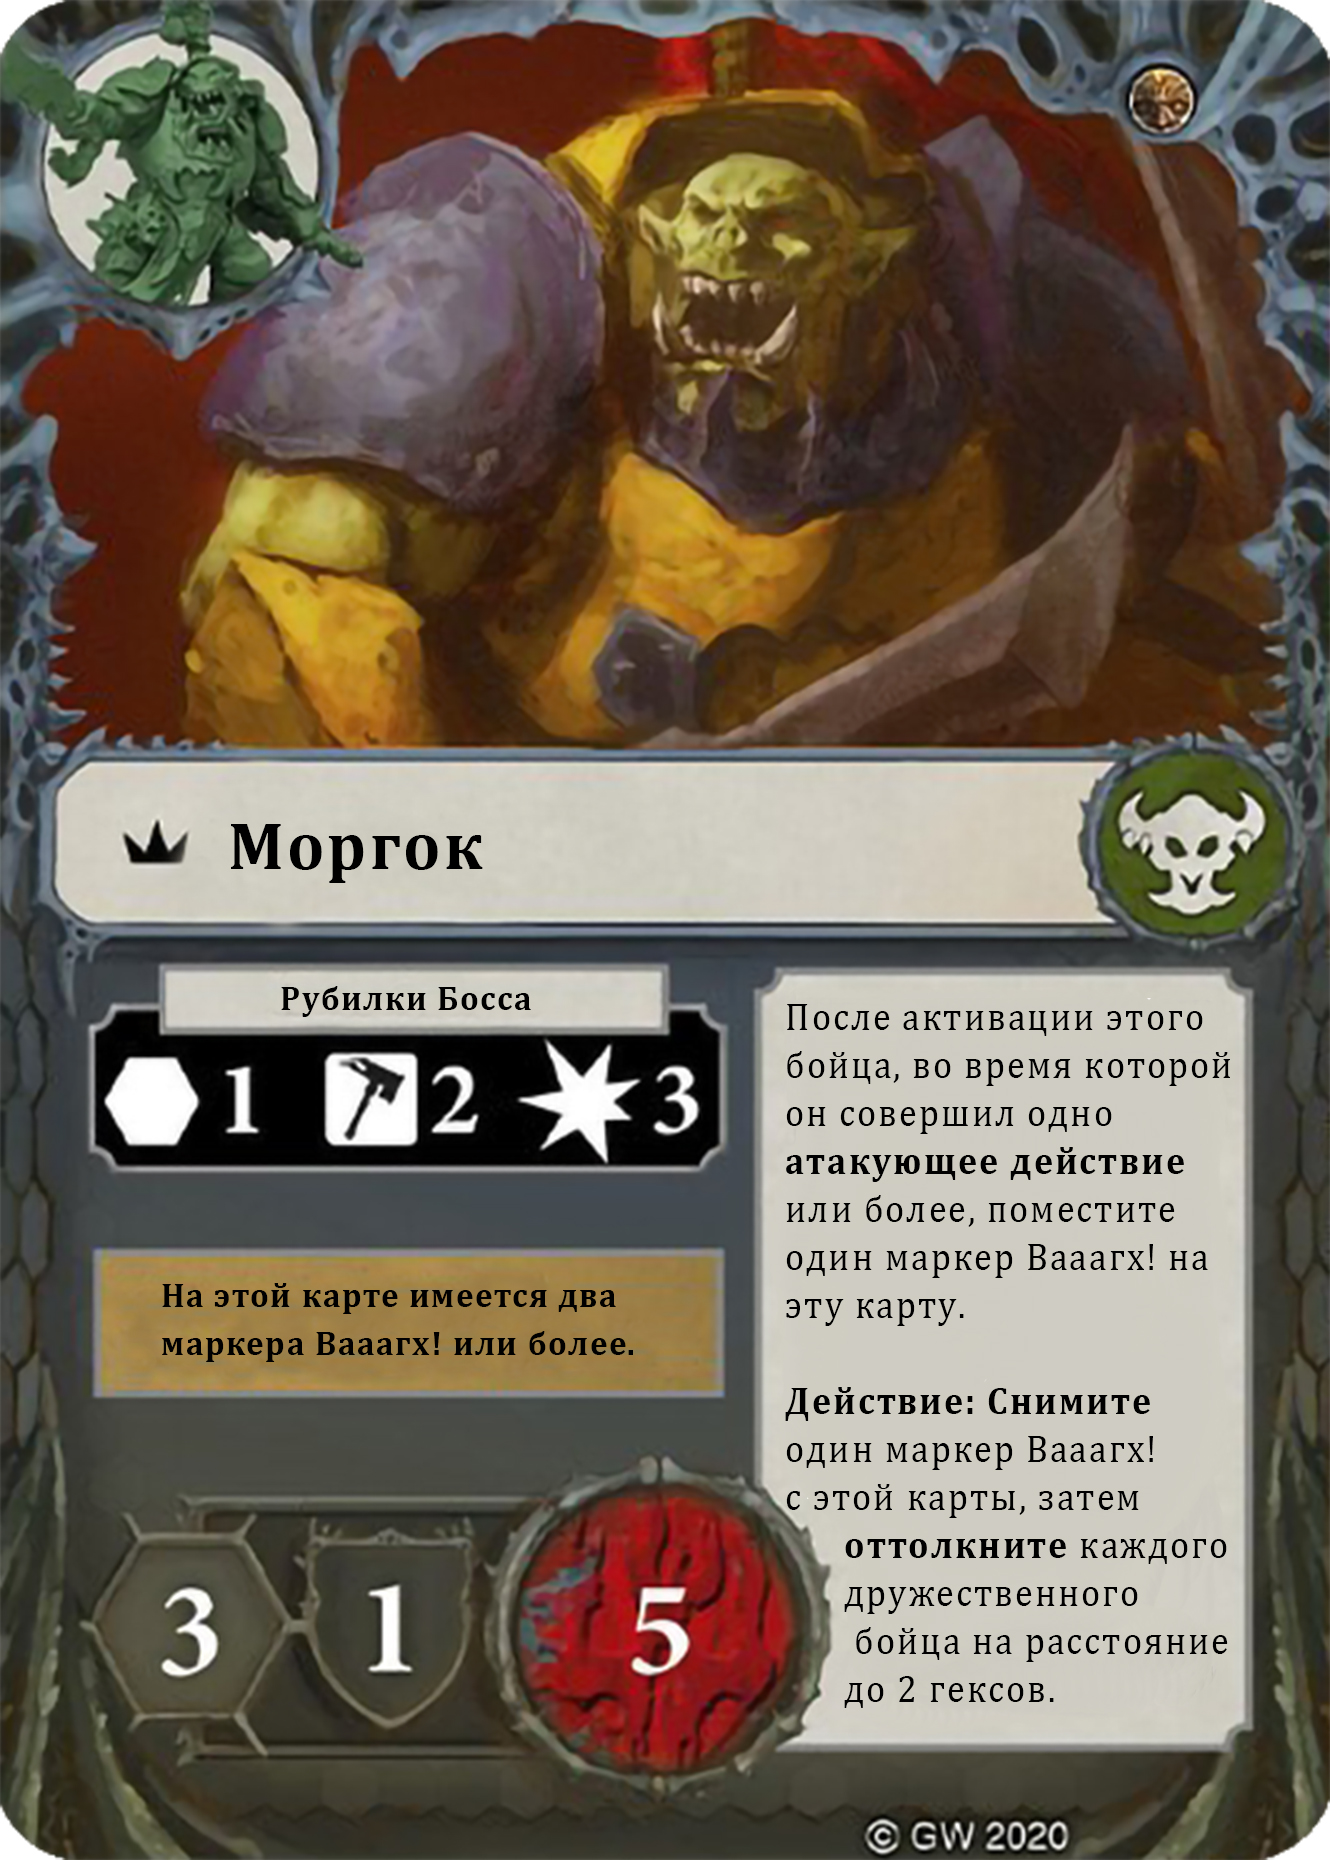 Моргок
Рубилки Босса
1 2 3
На этой карте имеется два
маркера Вааагх! или более.
3 1 5
После активации этого
бойца, во время которой
он совершил одно
атакующее действие
или более, поместите
один маркер Вааагх! на
эту карту.
Действие: Снимите
один маркер Вааагх!
с этой карты, затем
оттолкните каждого
дружественного
бойца на расстояние
до 2 гексов.
© GW 2020